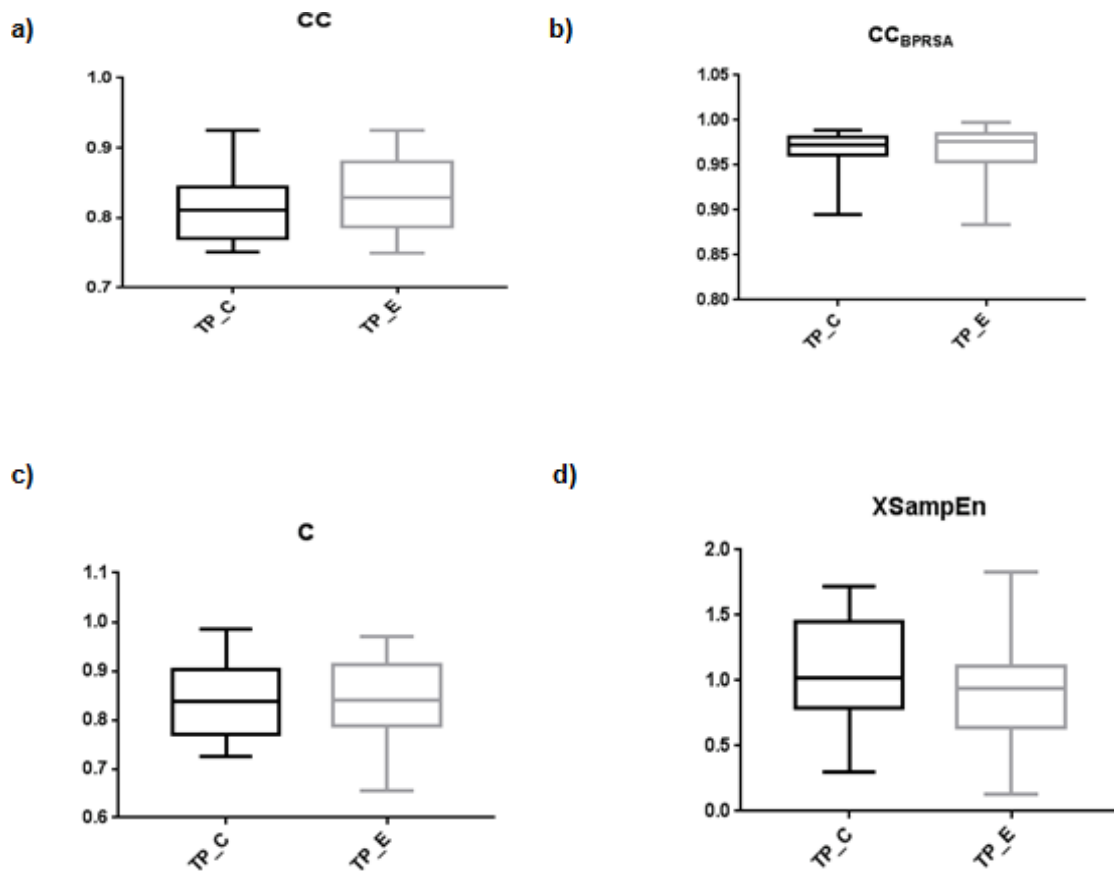 a)
CC
1.0
0.9
0.8
0.7
TP_C
TP_E
b)
CCBPRSA
1.05
1.00
0.95
0.90
0.85
0.80
TP_C
TP_E
c)
C
1.1
1.0
0.9
0.8
0.7
0.6
TP_C
TP_E
d)
XSampEn
2.0
1.5
1.0
0.5
0.0
TP_C
TP_E